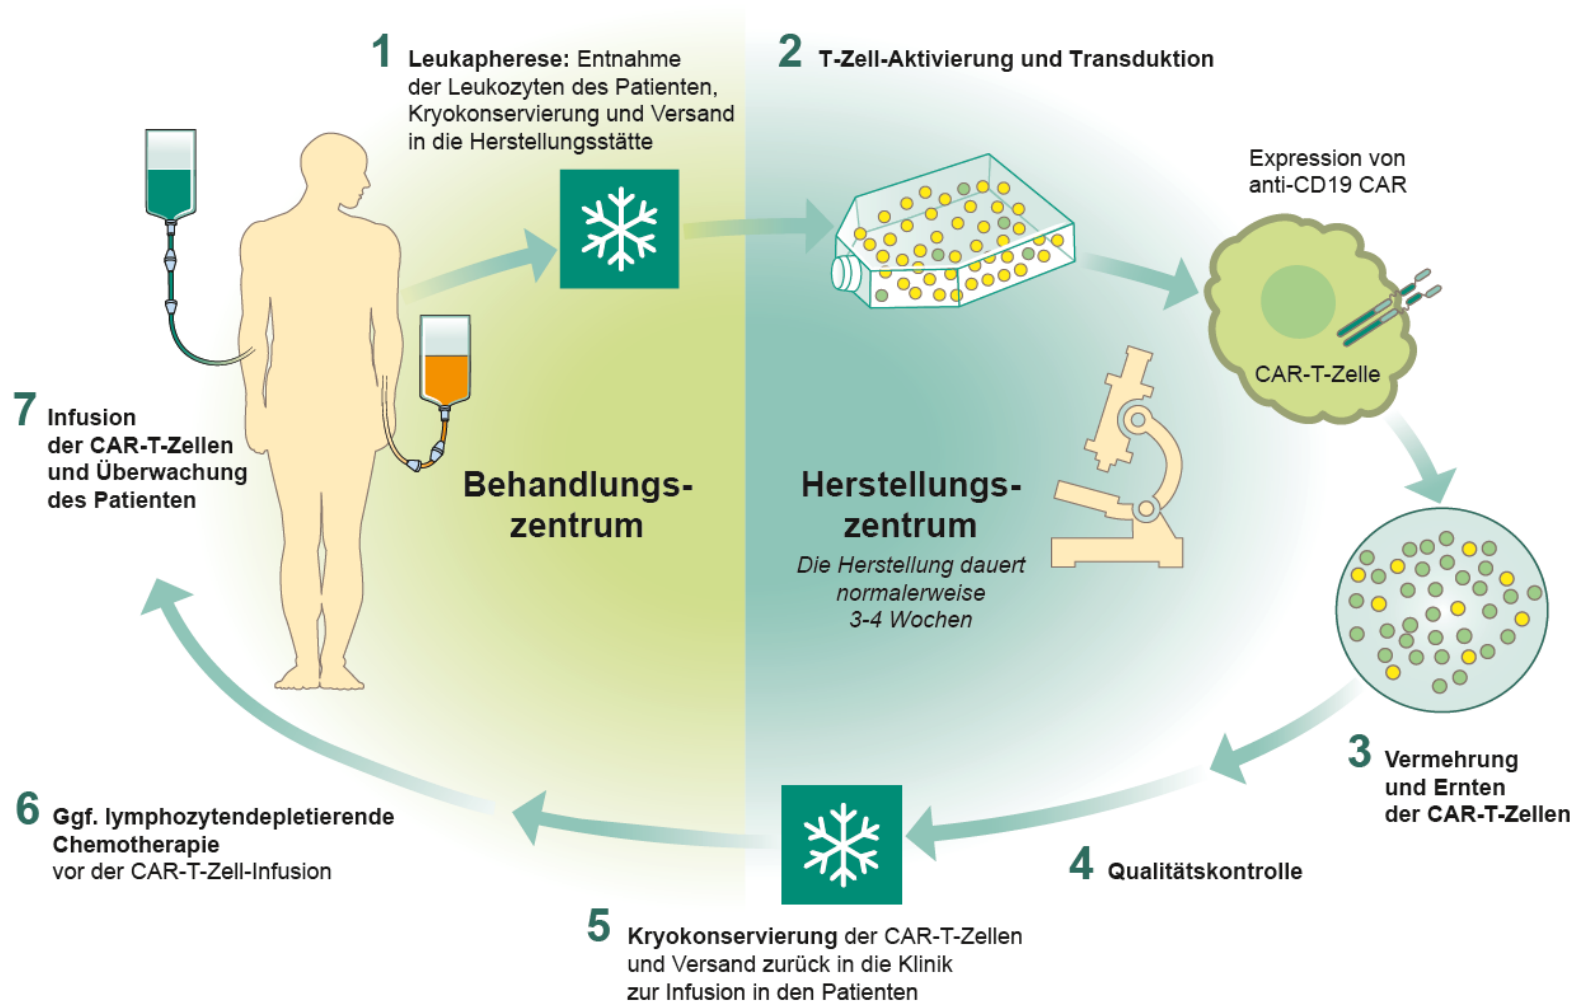 1 Leukapherese: Entnahme
der Leukozyten des Patienten,
Kryokonservierung und Versand
in die Herstellungsstätte
2 T-Zell-Aktivierung und Transduktion
Expression von
anti-CD19 CAR
CAR-T-Zelle
7 Infusion
der CAR-T-Zellen
und Überwachung
des Patienten
Behandlungs-
zentrum
Herstellungs-
zentrum
Die Herstellung dauert
normalerweise
3-4 Wochen
3 Vermehrung
und Ernten
der CAR-T-Zellen
4 Qualitätskontrolle
6 Ggf. lymphozytendepletierende
Chemotherapie
vor der CAR-T-Zell-Infusion
5 Kryokonservierung der CAR-T-Zellen
und Versand zurück in die Klinik
zur Infusion in den Patienten